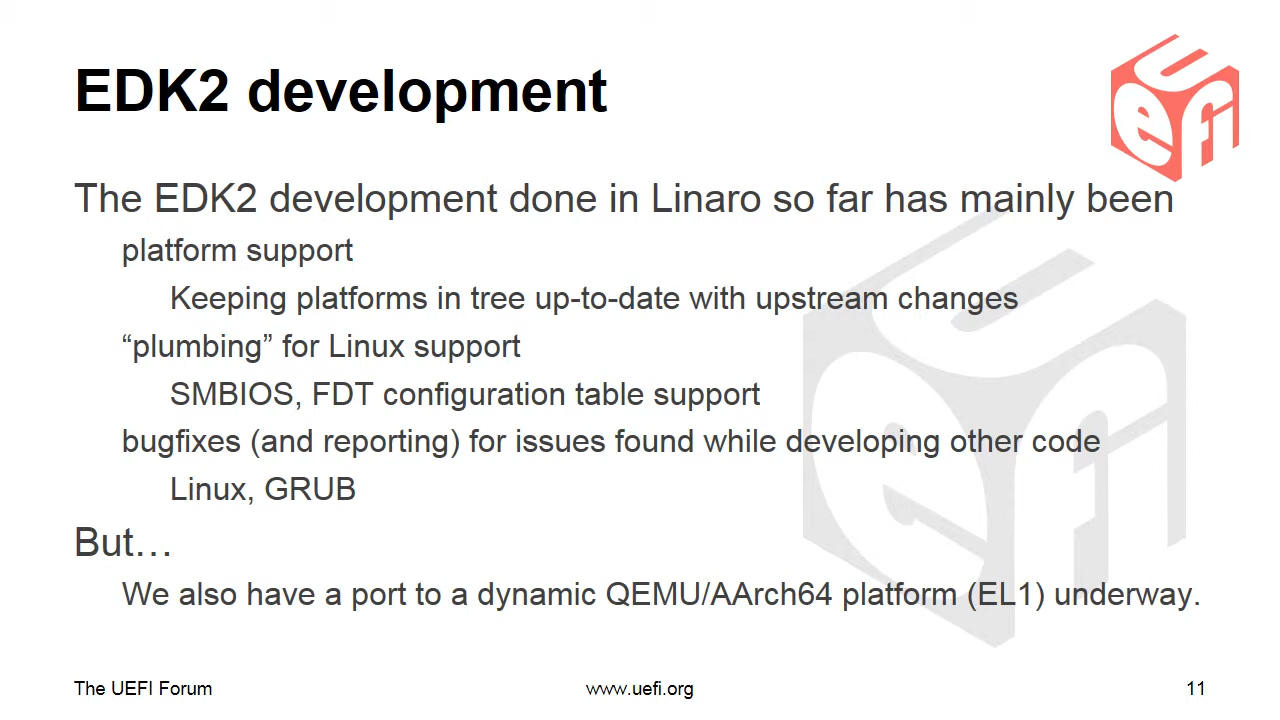 EDK2 development
UEFI
The EDK2 development done in Linaro so far has mainly been
platform support
Keeping platforms in tree up-to-date with upstream changes
“plumbing” for Linux support
SMBIOS, FDT configuration table support
bugfixes (and reporting) for issues found while developing other code
Linux, GRUB
But…
We also have a port to a dynamic QEMU/AArch64 platform (EL1) underway.
The UEFI Forum
www.uefi.org
11